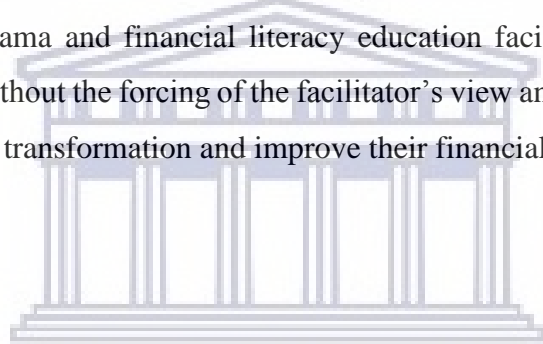 ama and financial literacy education faci
thout the forcing of the facilitator’s view an
transformation and improve their financial